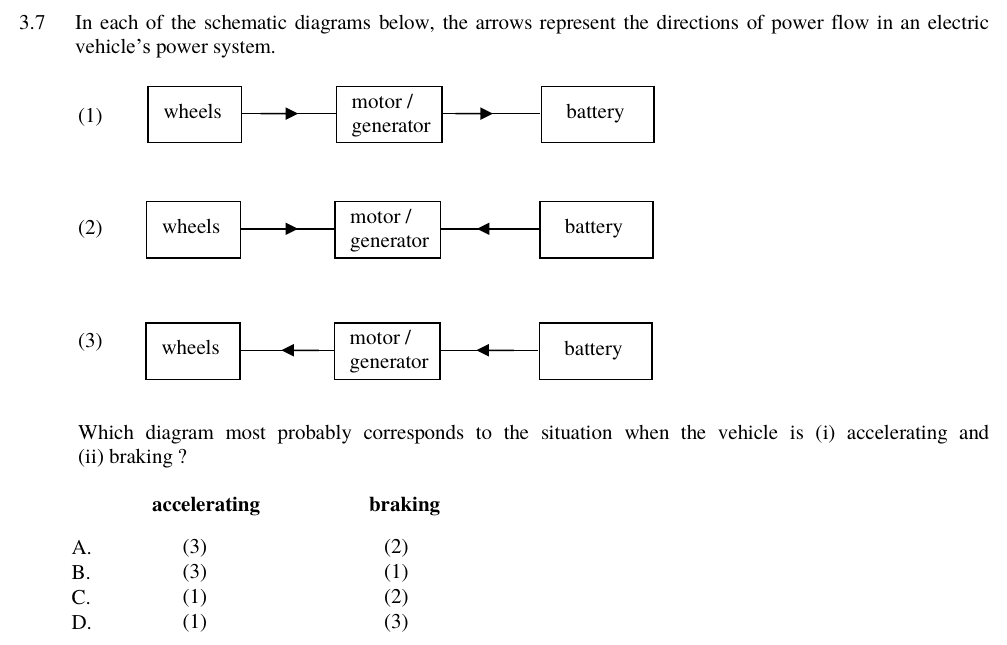 3.7 In each of the schematic diagrams below, the arrows represent the directions of power flow in an electric
vehicle's power system.
(1) wheels motor / generator battery
(2) wheels motor / generator battery
(3) wheels motor / generator battery
Which diagram most probably corresponds to the situation when the vehicle is (i) accelerating and
(ii) braking ?
accelerating braking
A. (3) (2)
B. (3) (1)
C. (1) (2)
D. (1) (3)